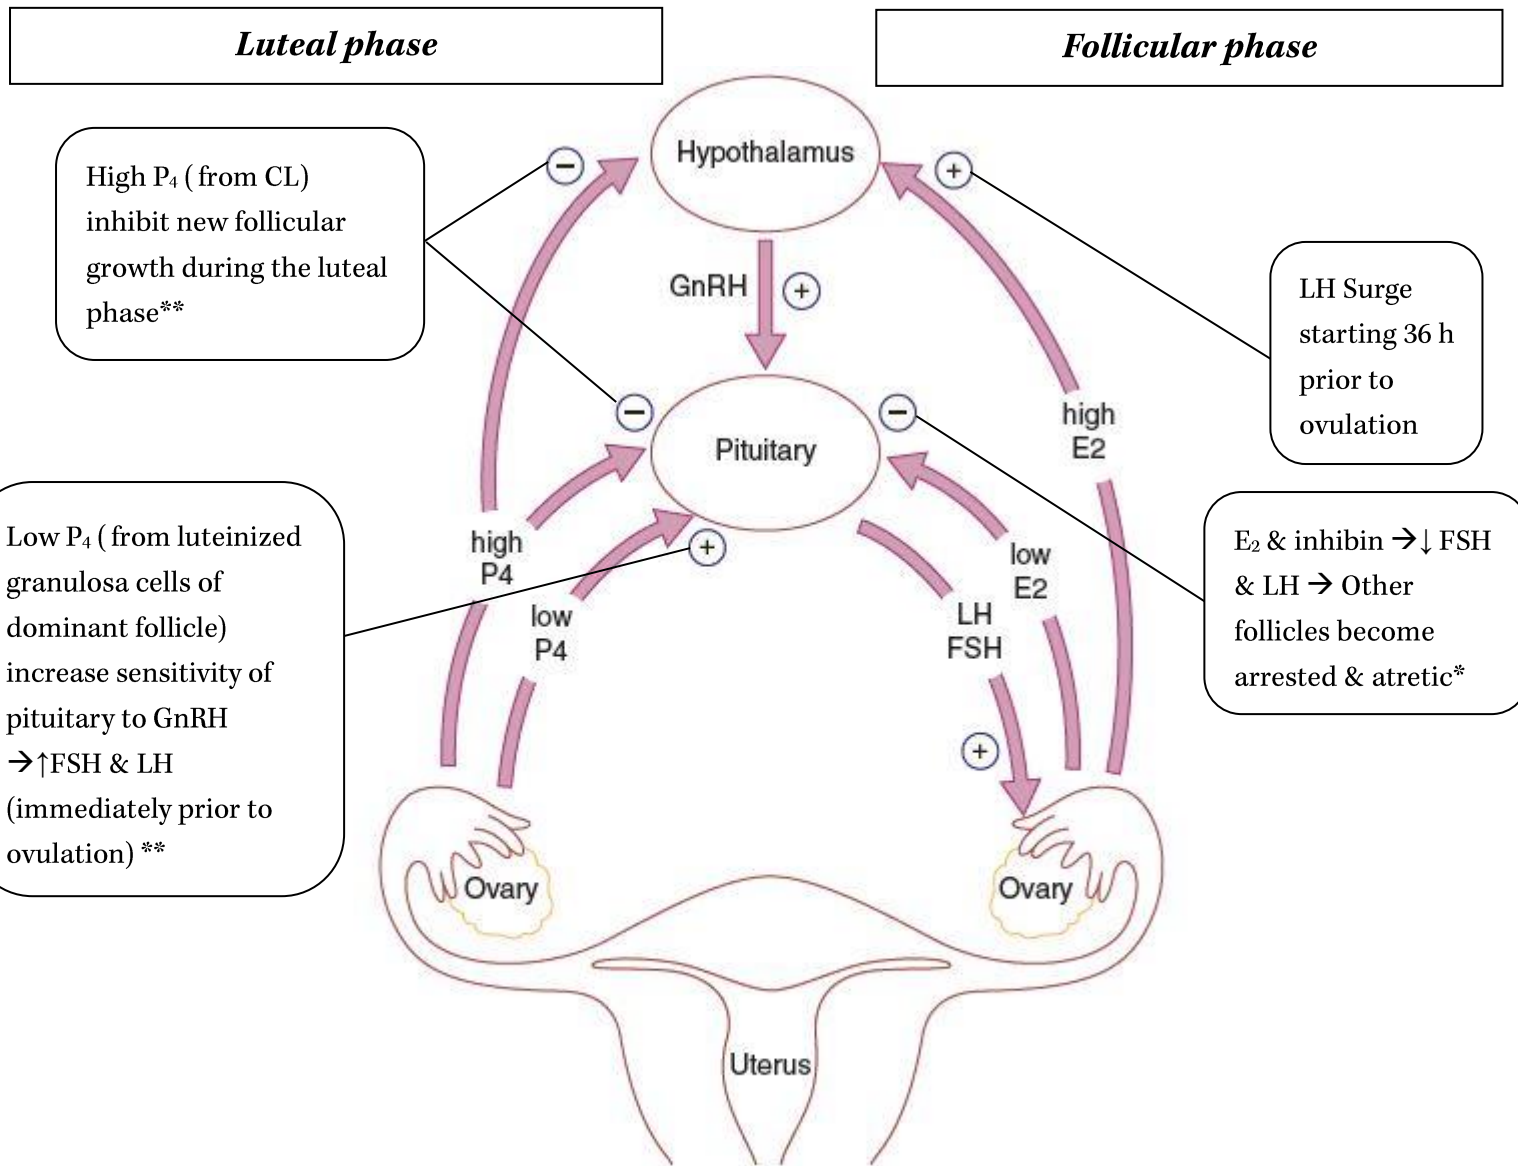 Luteal phase
Follicular phase
High P₄ ( from CL)
inhibit new follicular
growth during the luteal
phase**
Hypothalamus
GnRH
LH Surge
starting 36 h
prior to
ovulation
Pituitary
high
E2
Low P₄ ( from luteinized
granulosa cells of
dominant follicle)
increase sensitivity of
pituitary to GnRH
→↑FSH & LH
(immediately prior to
ovulation) **
high
P4
low
P4
low
E2
LH
FSH
E₂ & inhibin →↓ FSH
& LH → Other
follicles become
arrested & atretic*
Ovary
Ovary
Uterus